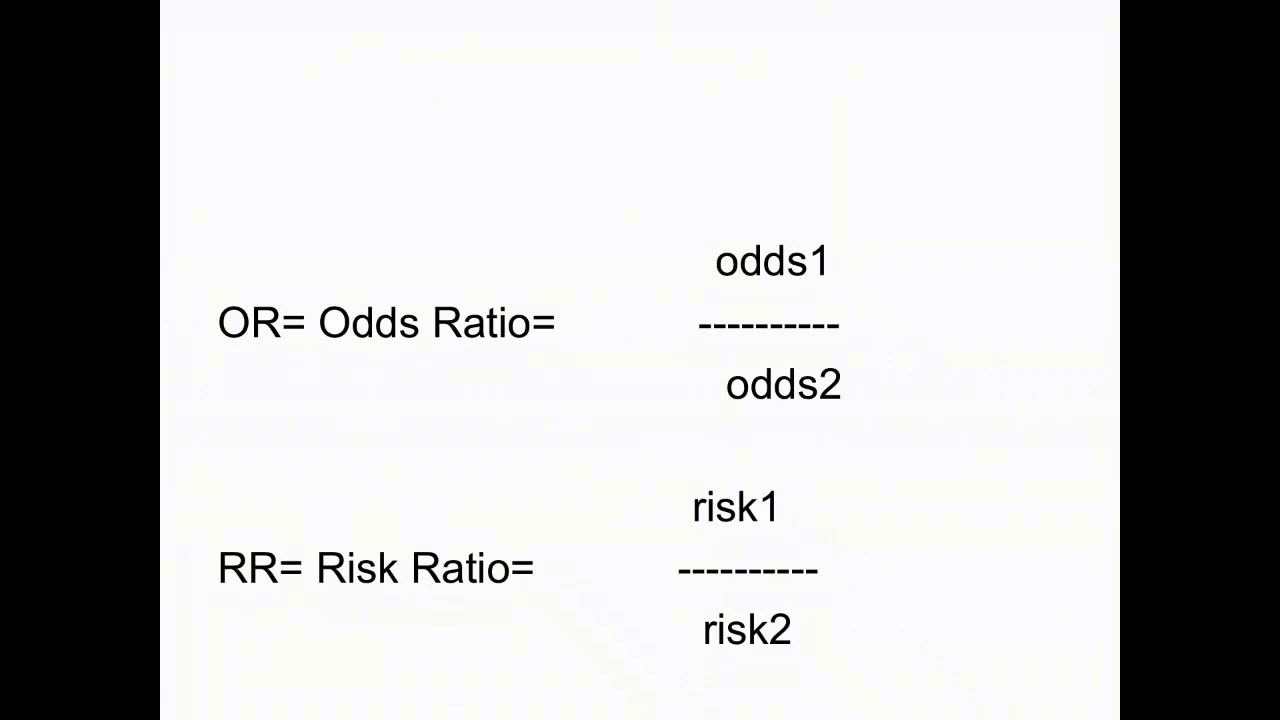 odds1
OR= Odds Ratio= ----------
odds2
risk1
RR= Risk Ratio= ----------
risk2